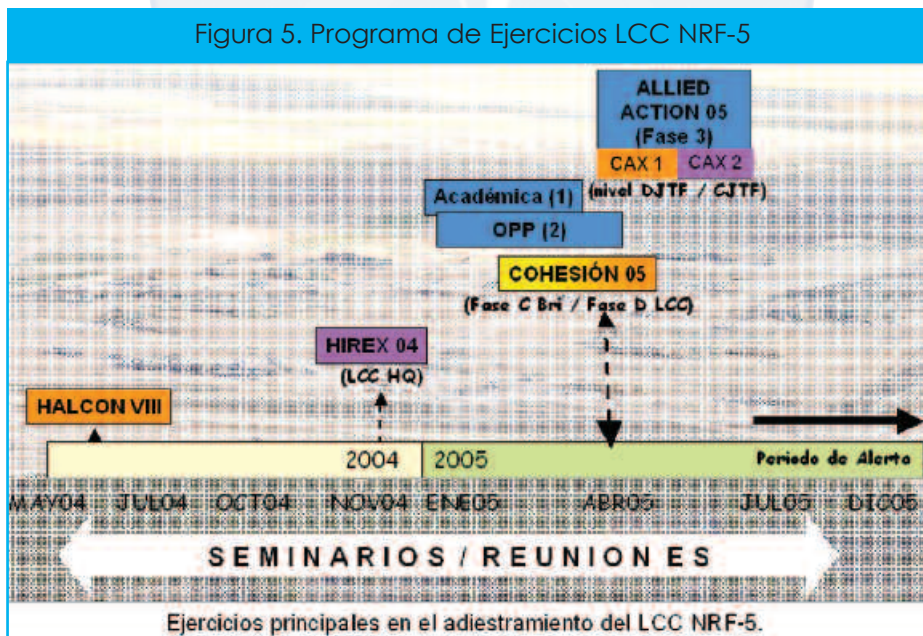 Figura 5. Programa de Ejercicios LCC NRF-5
ALLIED
ACTION 05
(Fase 3)
CAX 1
CAX 2
(nivel DJTF / CJTF)
Académica (1)
OPP (2)
COHESIÓN 05
(Fase C Bri / Fase D LCC)
HIREX 04
(LCC HQ)
HALCON VIII
2004
2005
Periodo de Alerta
MAY04 JUL04 OCT04 NOV04 ENE05 ABR05 JUL05 DIC05
SEMINARIOS / REUNIONES
Ejercicios principales en el adiestramiento del LCC NRF-5.